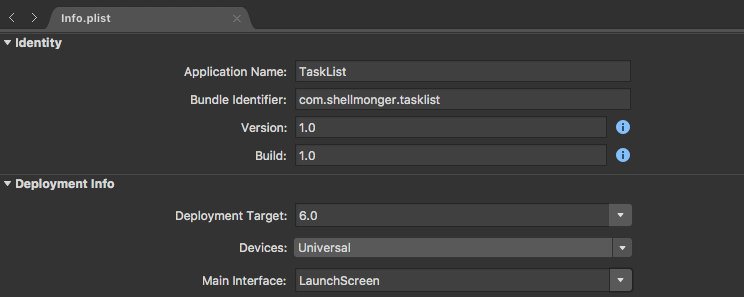 Info.plist
Identity
Application Name: TaskList
Bundle Identifier: com.shellmonger.tasklist
Version: 1.0
Build: 1.0
Deployment Info
Deployment Target: 6.0
Devices: Universal
Main Interface: LaunchScreen